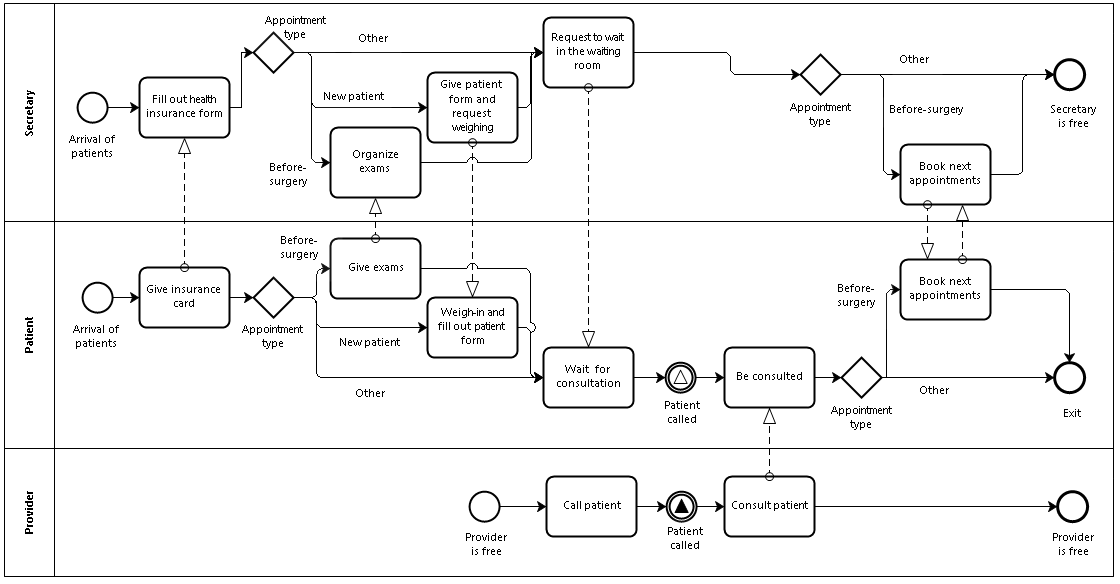 Secretary
Arrival of
patients
Fill out health
insurance form
Appointment
type
Other
New patient
Before-
surgery
Give patient
form and
request
weighing
Organize
exams
Request to wait
in the waiting
room
Appointment
type
Other
Before-surgery
Book next
appointments
Secretary
is free
Patient
Arrival of
patients
Give insurance
card
Appointment
type
Before-
surgery
Give exams
New patient
Weigh-in and
fill out patient
form
Other
Wait for
consultation
Patient
called
Be consulted
Appointment
type
Before-
surgery
Book next
appointments
Other
Exit
Provider
Provider
is free
Call patient
Patient
called
Consult patient
Provider
is free